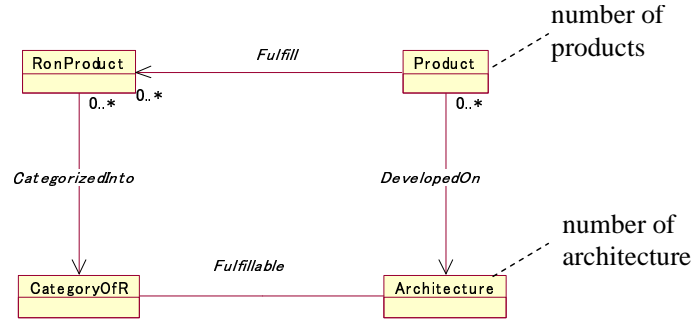 number of
products
Fulfill
RonProduct
Product
0..*
0..*
0..*
CategorizedInto
DevelopedOn
number of
architecture
Fulfillable
CategoryOfR
Architecture